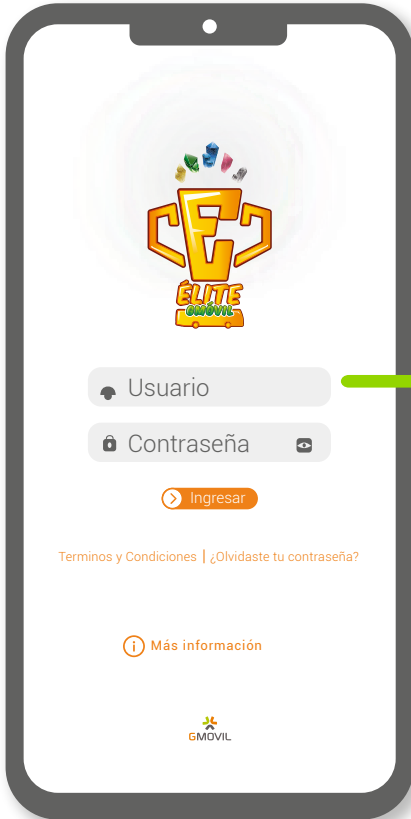 E
ÉLITE
GMÓVIL
Usuario
Contraseña
Ingresar
Terminos y Condiciones | ¿Olvidaste tu contraseña?
Más información
GMOVIL